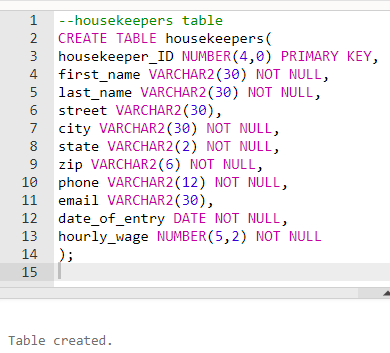 1 --housekeepers table
2 CREATE TABLE housekeepers(
3 housekeeper_ID NUMBER(4,0) PRIMARY KEY,
4 first_name VARCHAR2(30) NOT NULL,
5 last_name VARCHAR2(30) NOT NULL,
6 street VARCHAR2(30),
7 city VARCHAR2(30) NOT NULL,
8 state VARCHAR2(2) NOT NULL,
9 zip VARCHAR2(6) NOT NULL,
10 phone VARCHAR2(12) NOT NULL,
11 email VARCHAR2(30),
12 date_of_entry DATE NOT NULL,
13 hourly_wage NUMBER(5,2) NOT NULL
14 );
15
Table created.